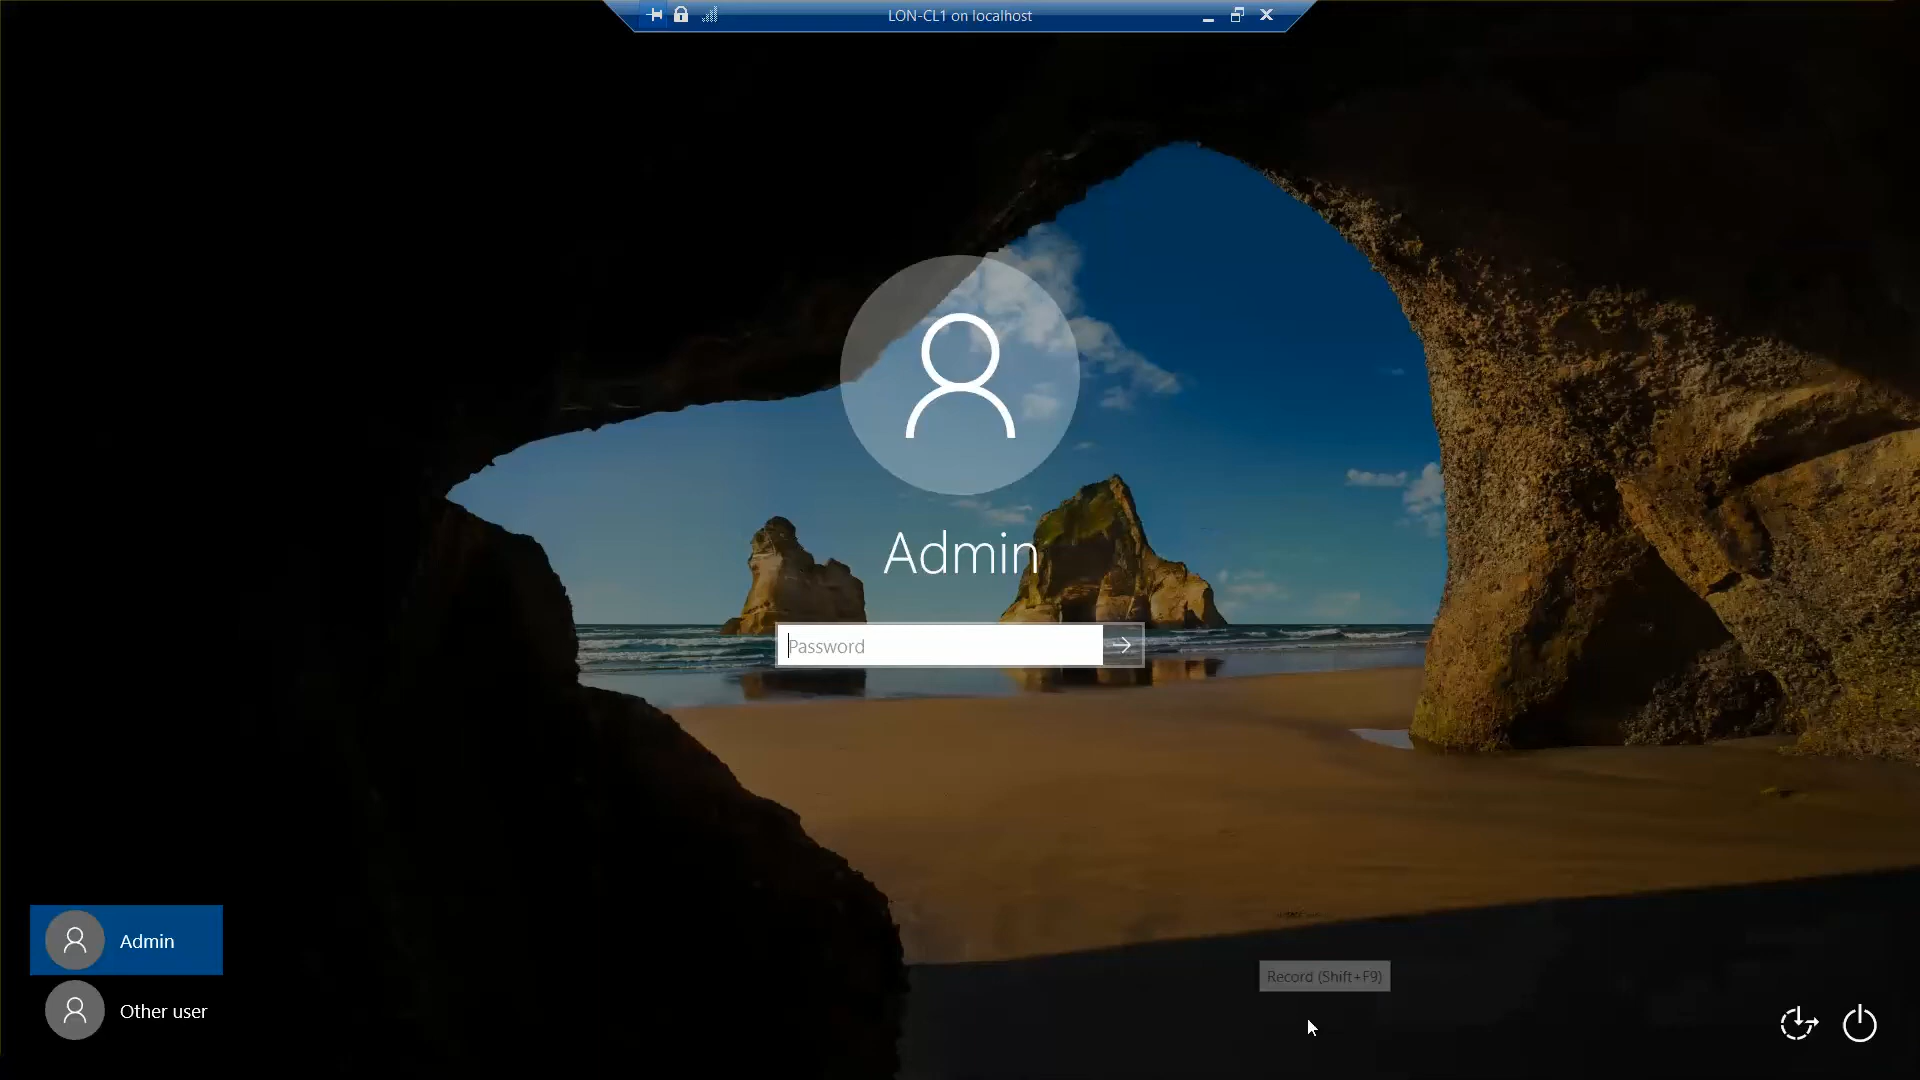 LON-CL1 on localhost
Admin
Password
Admin
Other user
Record (Shift+F9)